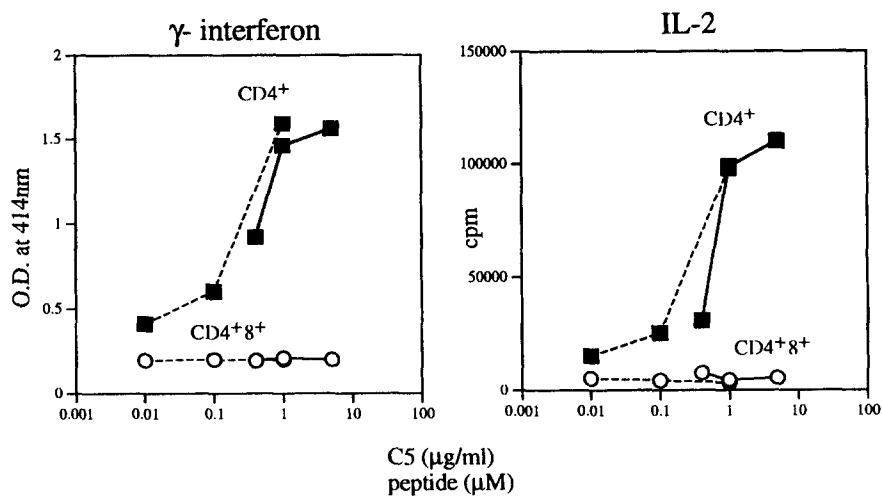 γ- interferon
2
1.5
1
0.5
0
O.D. at 414nm
CD4+
CD4+8+
0.001
0.01
0.1
1
10
100
IL-2
150000
100000
50000
0
cpm
CD4+
CD4+8+
0.001
0.01
0.1
1
10
100
C5 (μg/ml)
peptide (μM)